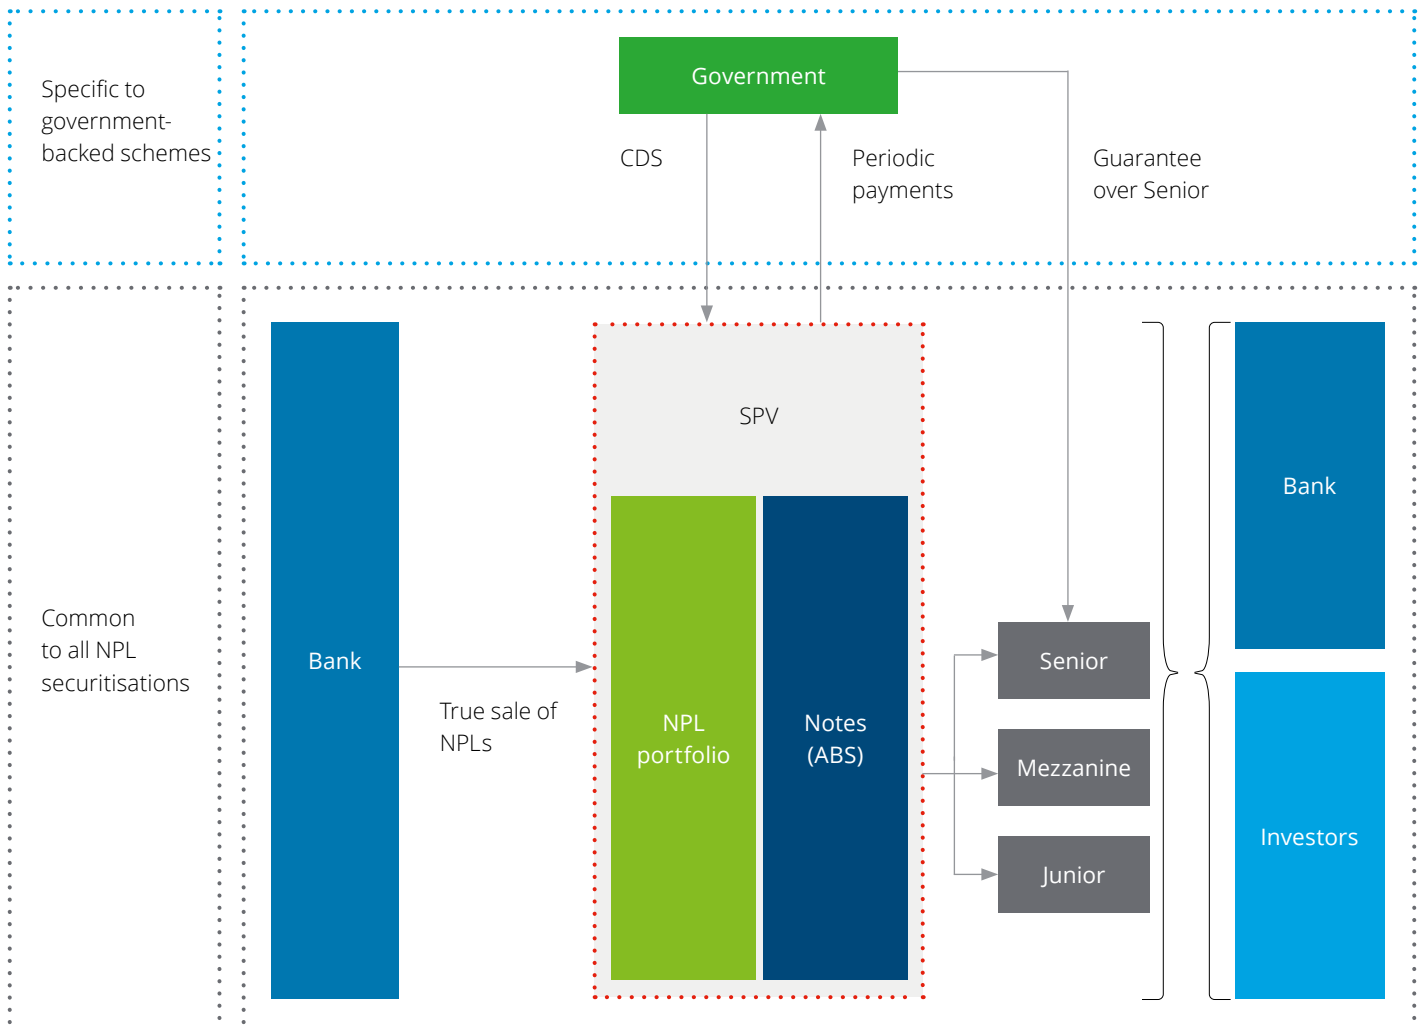 Specific to
government-
backed schemes
Government
CDS
Periodic
payments
Guarantee
over Senior
Common
to all NPL
securitisations
Bank
True sale of
NPLs
SPV
NPL
portfolio
Notes
(ABS)
Senior
Mezzanine
Junior
Bank
Investors